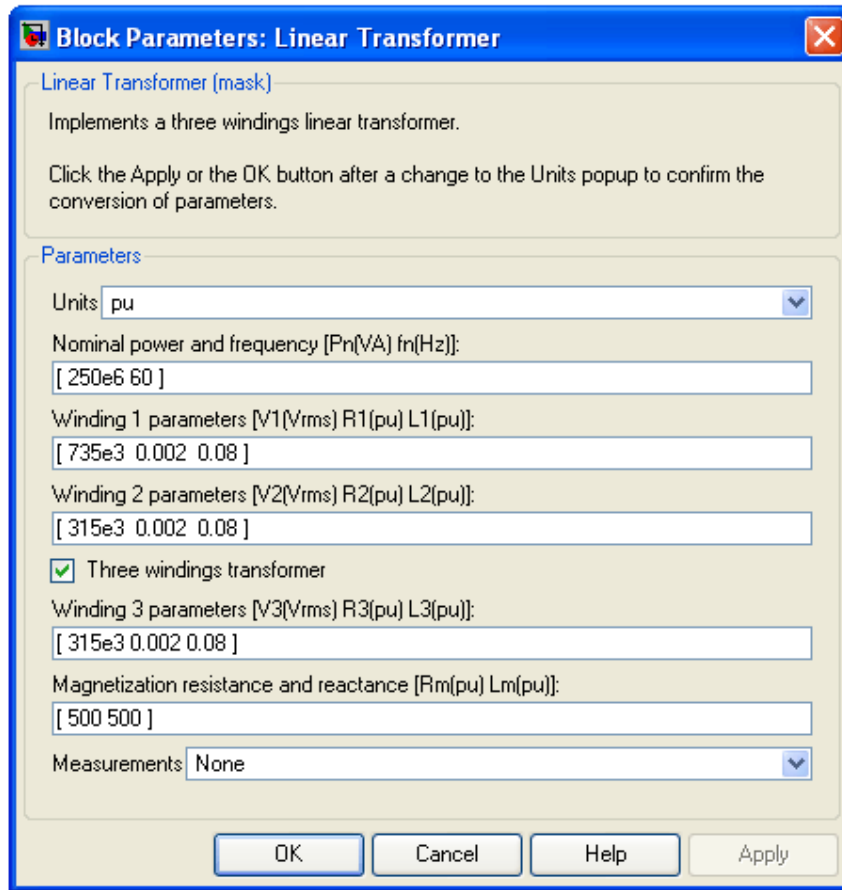 Block Parameters: Linear Transformer
Linear Transformer (mask)
Implements a three windings linear transformer.
Click the Apply or the OK button after a change to the Units popup to confirm the
conversion of parameters.
Parameters
Units pu
Nominal power and frequency [Pn(VA) fn(Hz)]:
[ 250e6 60 ]
Winding 1 parameters [V1(Vrms) R1(pu) L1(pu)]:
[ 735e3  0.002  0.08 ]
Winding 2 parameters [V2(Vrms) R2(pu) L2(pu)]:
[ 315e3  0.002  0.08 ]
Three windings transformer
Winding 3 parameters [V3(Vrms) R3(pu) L3(pu)]:
[ 315e3 0.002 0.08 ]
Magnetization resistance and reactance [Rm(pu) Lm(pu)]:
[ 500 500 ]
Measurements None
OK Cancel Help Apply